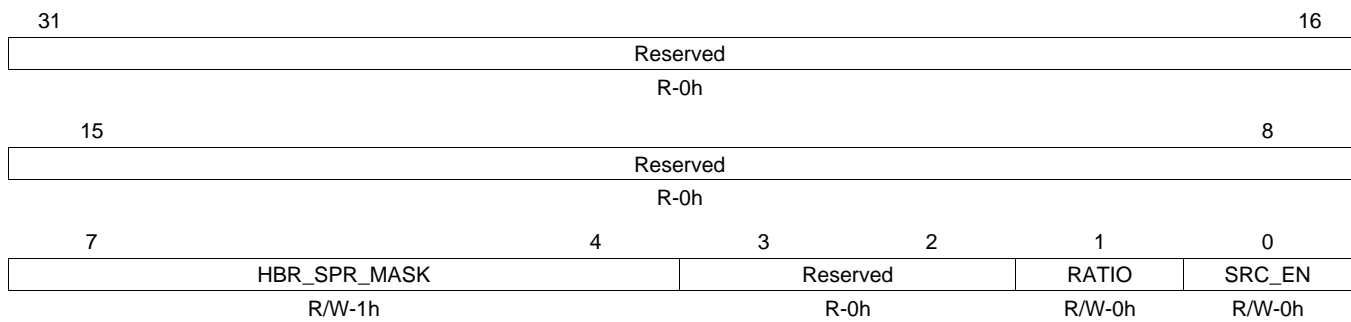 31 16
Reserved
R-0h
15 8
Reserved
R-0h
7 4 3 2 1 0
HBR_SPR_MASK Reserved RATIO SRC_EN
R/W-1h R-0h R/W-0h R/W-0h